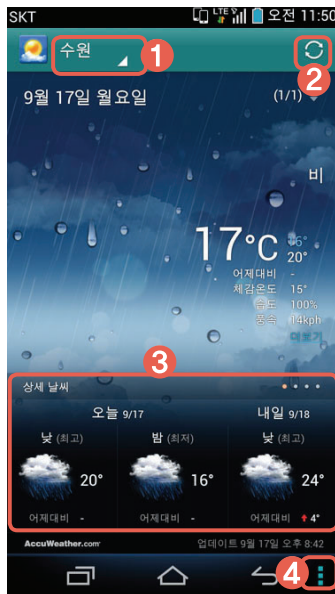 SKT LTE 오전 11:50
수원
1
2
9월 17일 월요일 (1/1)
비
17°C
16°
20°
어제대비 -
체감온도 15°
습도 100%
풍속 14kph
더보기
3
상세 날씨
오늘 9/17 내일 9/18
낮 (최고) 밤 (최저) 낮 (최고)
20° 16° 24°
어제대비 - 어제대비 - 어제대비 4°
AccuWeather.com 업데이트 9월 17일 오후 8:42
4